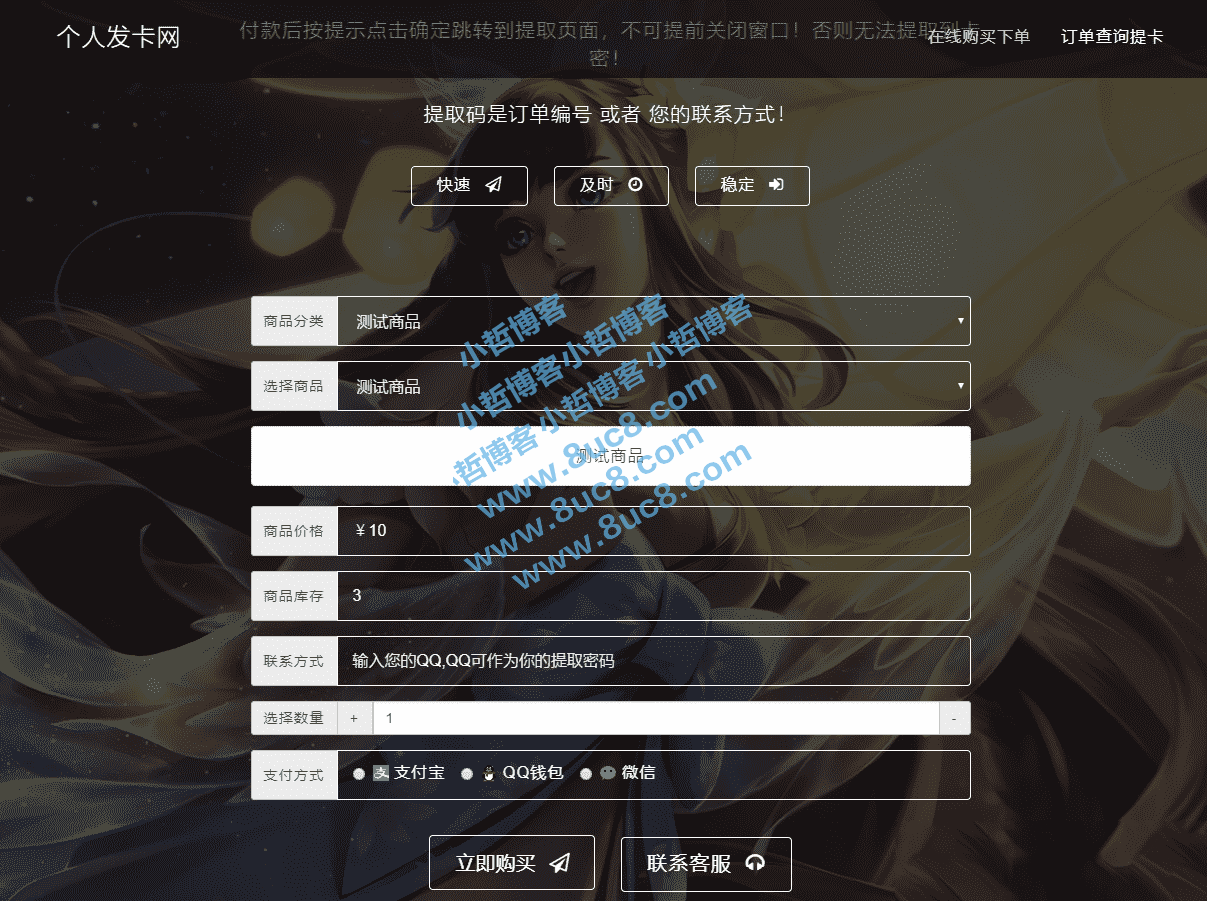 个人发卡网
付款后按提示点击确定跳转到提取页面，不可提前关闭窗口！否则无法提取到卡
密！
在线购买下单
订单查询提卡
提取码是订单编号 或者 您的联系方式！
快速
及时
稳定
商品分类 测试商品
选择商品 测试商品
测试商品
商品价格 ￥10
商品库存 3
联系方式 输入您的QQ,QQ可作为你的提取密码
选择数量 + 1 -
支付方式 支付宝 QQ钱包 微信
立即购买
联系客服
小哲博客
小哲博客小哲博客
哲博客小哲博客小哲博客
www.8uc8.com
www.8uc8.com
www.8uc8.com